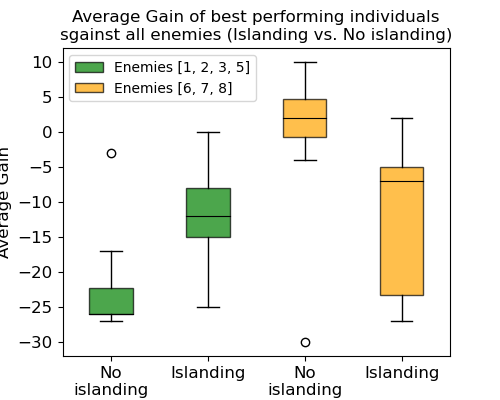 Average Gain of best performing individuals
sgainst all enemies (Islanding vs. No islanding)
Enemies [1, 2, 3, 5]
Enemies [6, 7, 8]
Average Gain
10
5
0
−5
−10
−15
−20
−25
−30
No
islanding
Islanding
No
islanding
Islanding